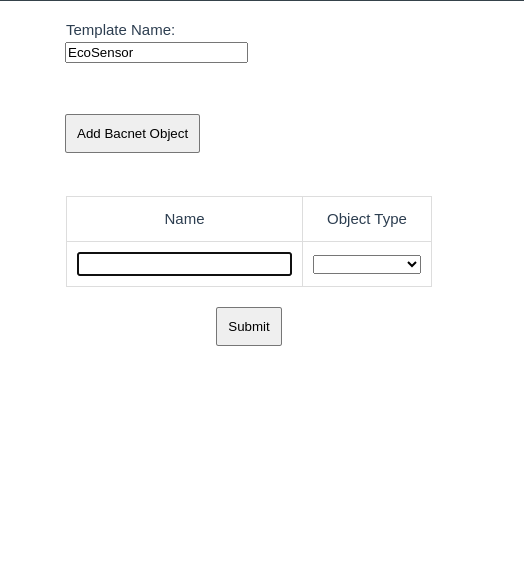 Template Name:
EcoSensor
Add Bacnet Object
Name Object Type
Submit